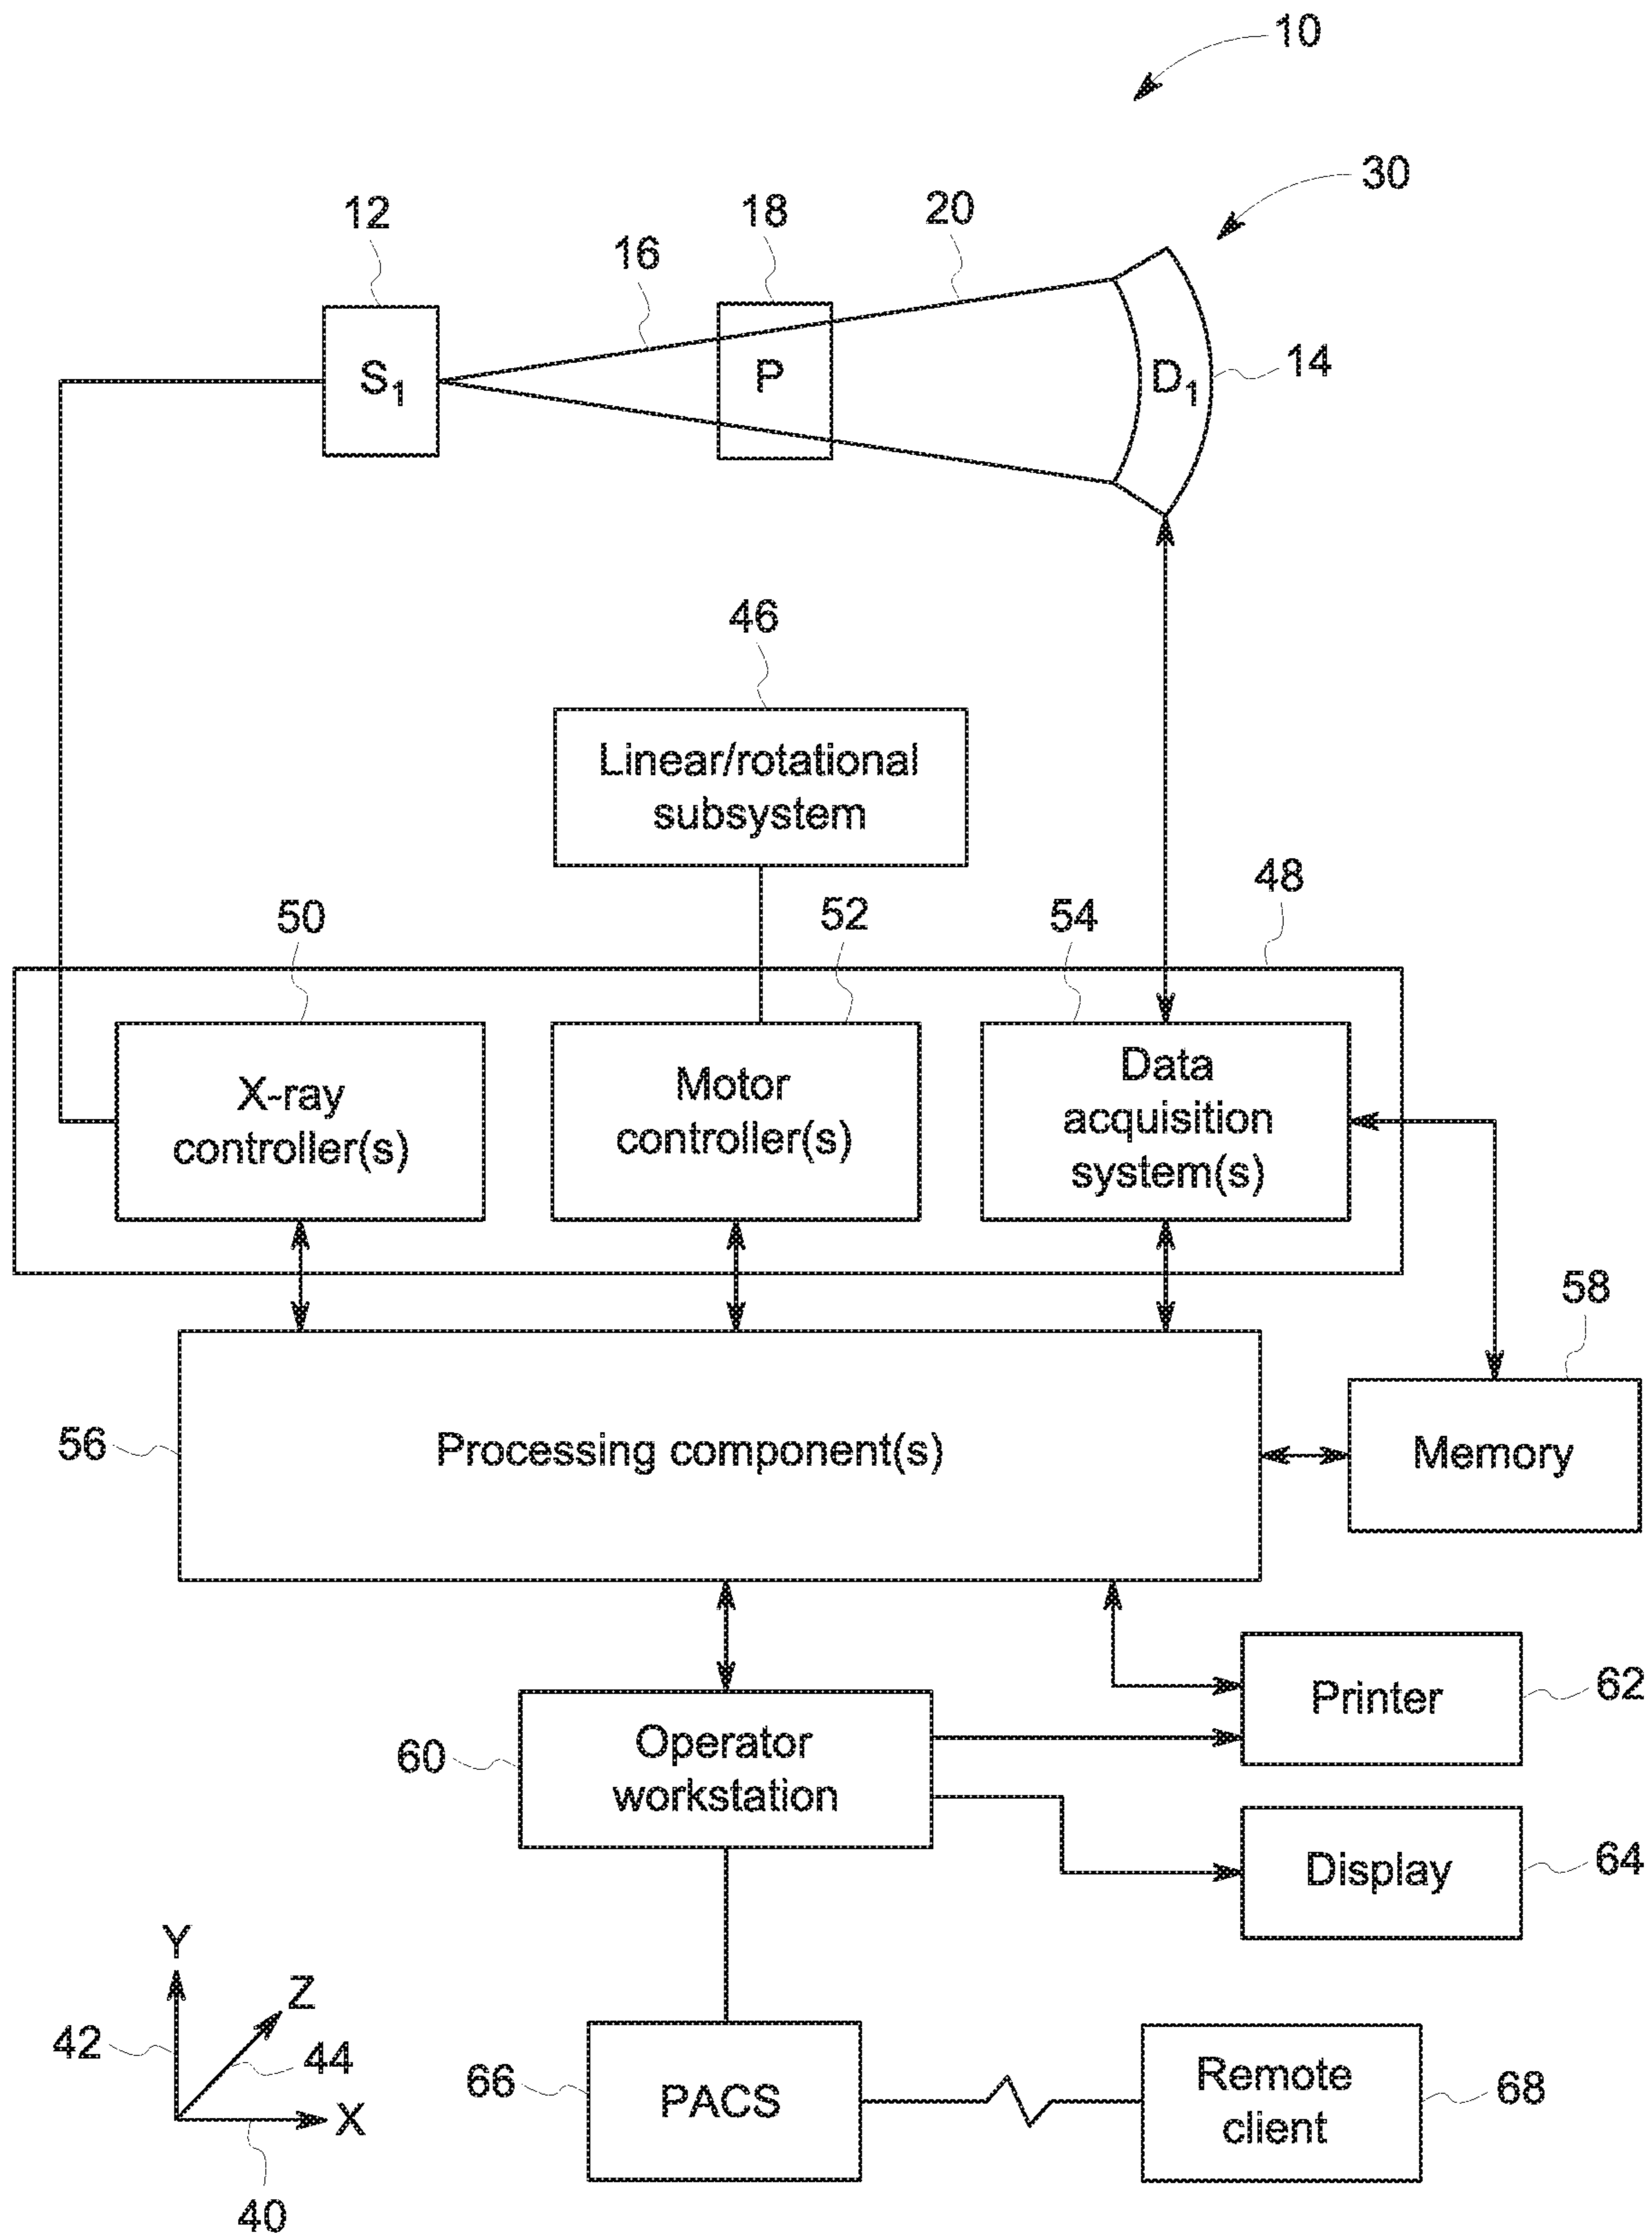 10
30
12
18
20
16
S1
P
D1
14
46
Linear/rotational
subsystem
48
50
52
54
X-ray
controller(s)
Motor
controller(s)
Data
acquisition
system(s)
58
56
Processing component(s)
Memory
Printer
62
60
Operator
workstation
Display
64
Y
Z
42
44
X
40
66
PACS
Remote
client
68